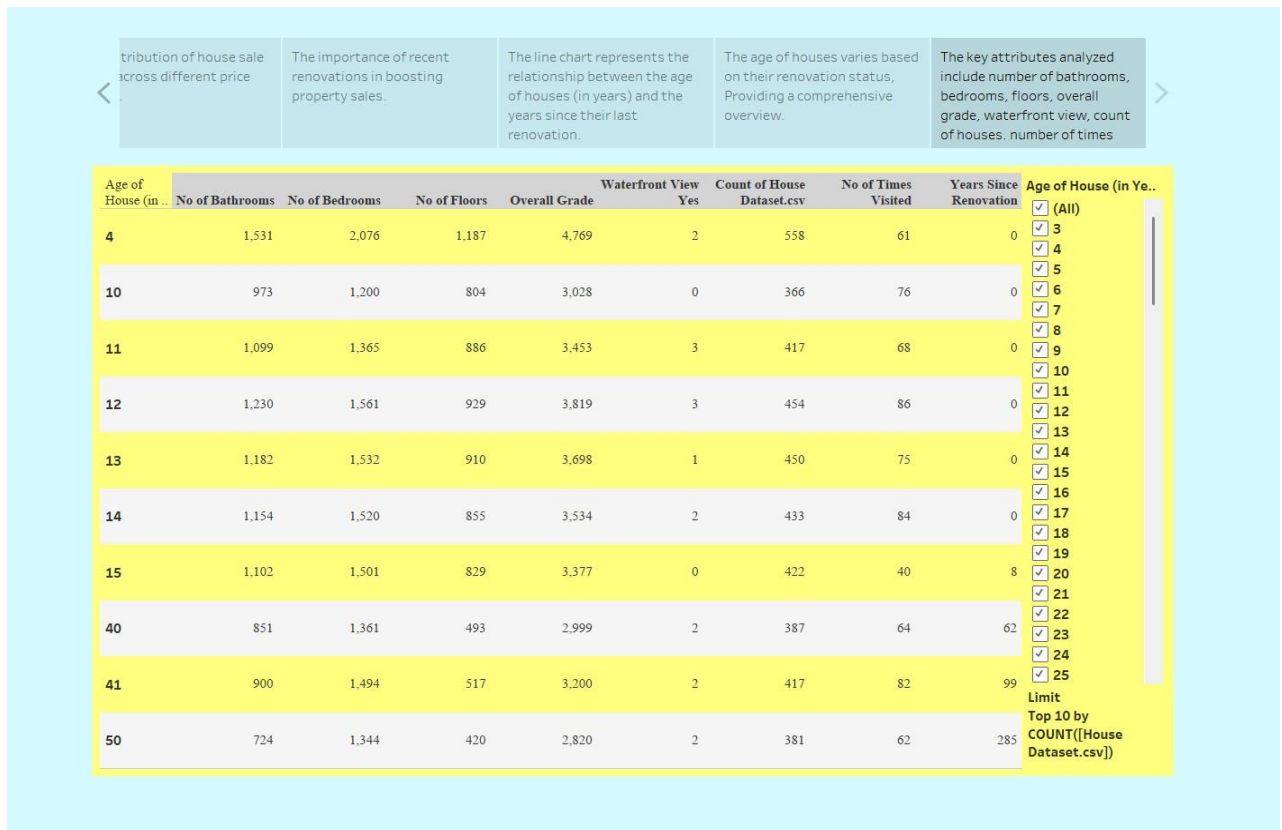 tribution of house sale
across different price
.
The importance of recent
renovations in boosting
property sales.
The line chart represents the
relationship between the age
of houses (in years) and the
years since their last
renovation.
The age of houses varies based
on their renovation status,
Providing a comprehensive
overview.
The key attributes analyzed
include number of bathrooms,
bedrooms, floors, overall
grade, waterfront view, count
of houses. number of times
Age of
House (in .. No of Bathrooms No of Bedrooms No of Floors Overall Grade Waterfront View Yes Count of House Dataset.csv No of Times Visited Years Since Renovation
4 1,531 2,076 1,187 4,769 2 558 61 0
10 973 1,200 804 3,028 0 366 76 0
11 1,099 1,365 886 3,453 3 417 68 0
12 1,230 1,561 929 3,819 3 454 86 0
13 1,182 1,532 910 3,698 1 450 75 0
14 1,154 1,520 855 3,534 2 433 84 0
15 1,102 1,501 829 3,377 0 422 40 8
40 851 1,361 493 2,999 2 387 64 62
41 900 1,494 517 3,200 2 417 82 99
50 724 1,344 420 2,820 2 381 62 285
Age of House (in Ye..
(All)
3
4
5
6
7
8
9
10
11
12
13
14
15
16
17
18
19
20
21
22
23
24
25
Limit
Top 10 by
COUNT([House
Dataset.csv])